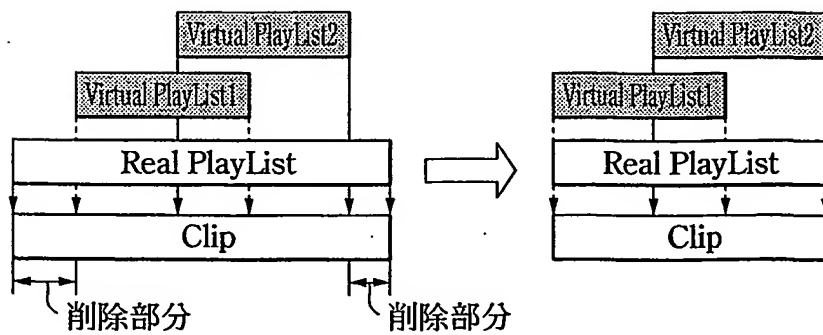 Virtual PlayList2
Virtual PlayList1
Real PlayList
Clip
削除部分
削除部分
Virtual PlayList2
Virtual PlayList1
Real PlayList
Clip